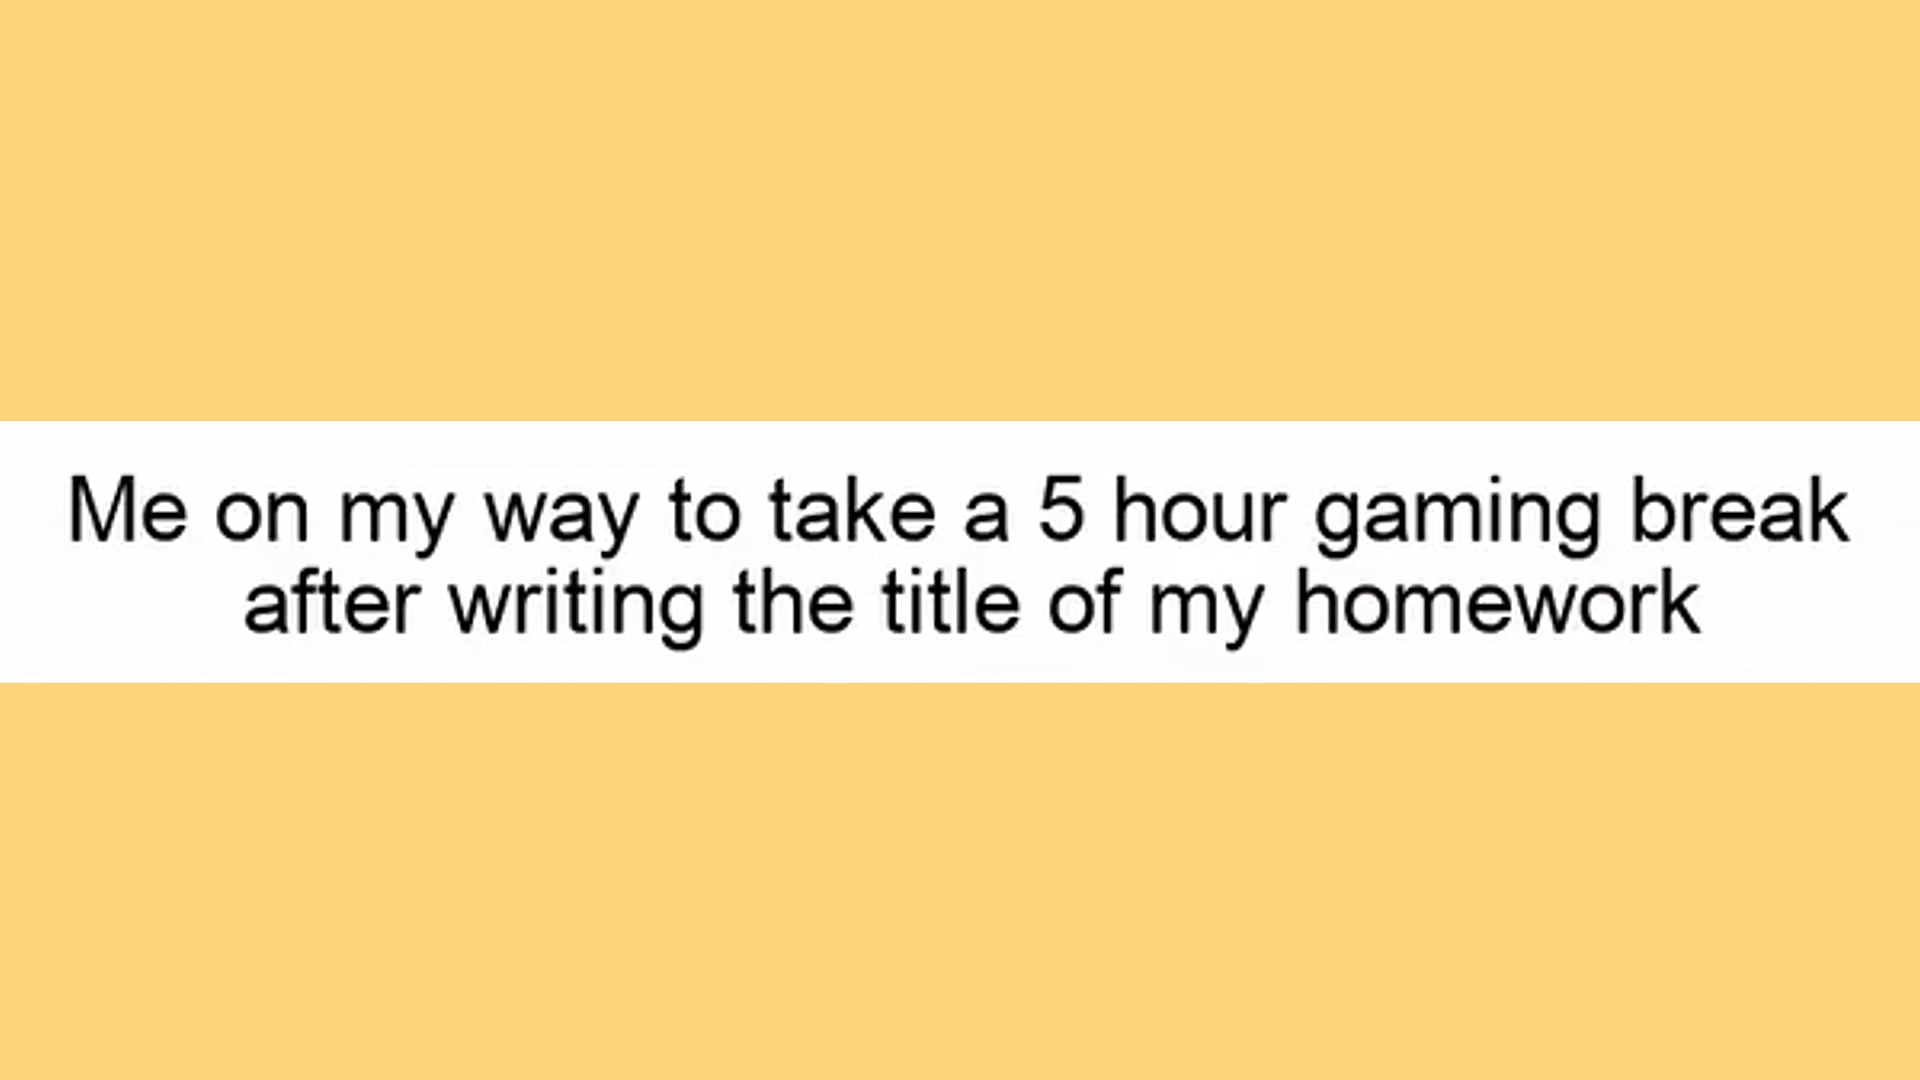 Me on my way to take a 5 hour gaming break
after writing the title of my homework